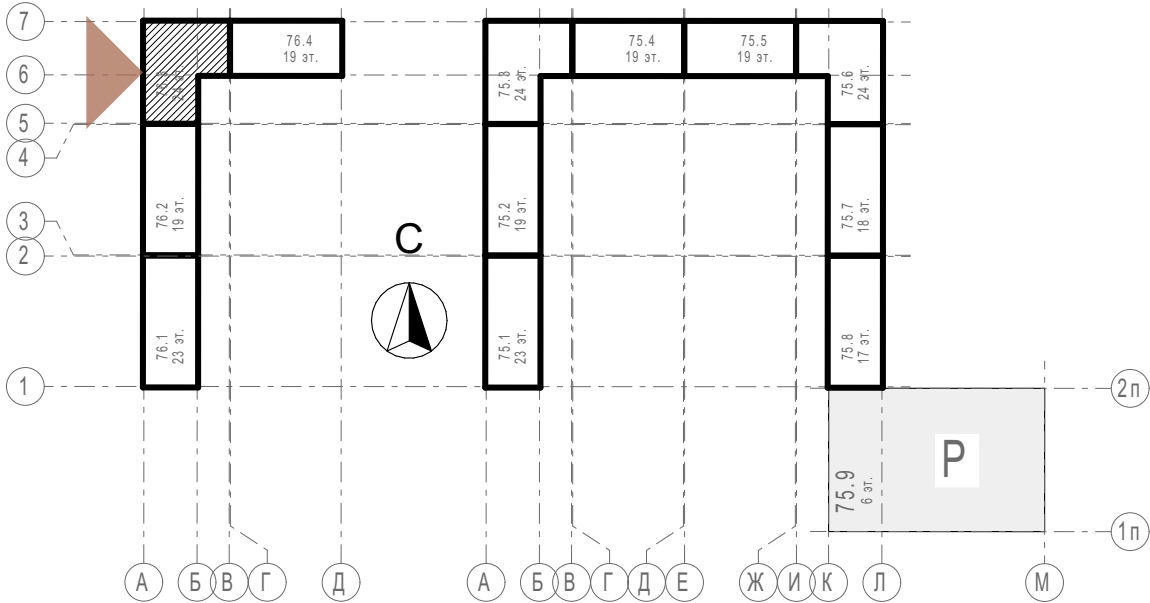 7
6
5
4
3
2
1
76.3
24 эт.
76.4
19 эт.
76.2
19 эт.
76.1
23 эт.
С
75.3
24 эт.
75.4
19 эт.
75.5
19 эт.
75.6
24 эт.
75.2
19 эт.
75.7
18 эт.
75.1
23 эт.
75.8
17 эт.
75.9
6 эт.
Р
2п
1п
А Б В Г Д
А Б В Г Д Е Ж И К Л М